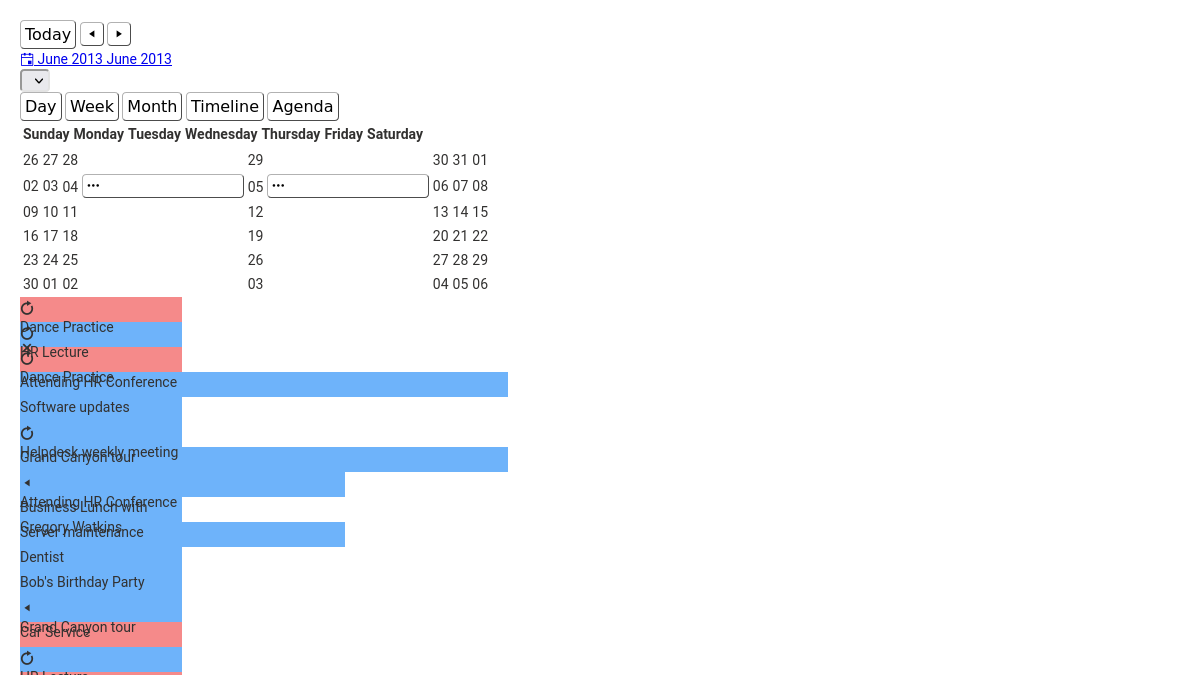 Today
June 2013 June 2013
Day Week Month Timeline Agenda
Sunday Monday Tuesday Wednesday Thursday Friday Saturday
26 27 28 29 30 31 01
02 03 04 ••• 05 ••• 06 07 08
09 10 11 12 13 14 15
16 17 18 19 20 21 22
23 24 25 26 27 28 29
30 01 02 03 04 05 06
Dance Practice
HR Lecture
Dance Practice
Attending HR Conference
Software updates
Helpdesk weekly meeting
Grand Canyon tour
Attending HR Conference
Business Lunch with
Gregory Watkins
Server maintenance
Dentist
Bob's Birthday Party
Grand Canyon tour
Car Service
HR Lecture